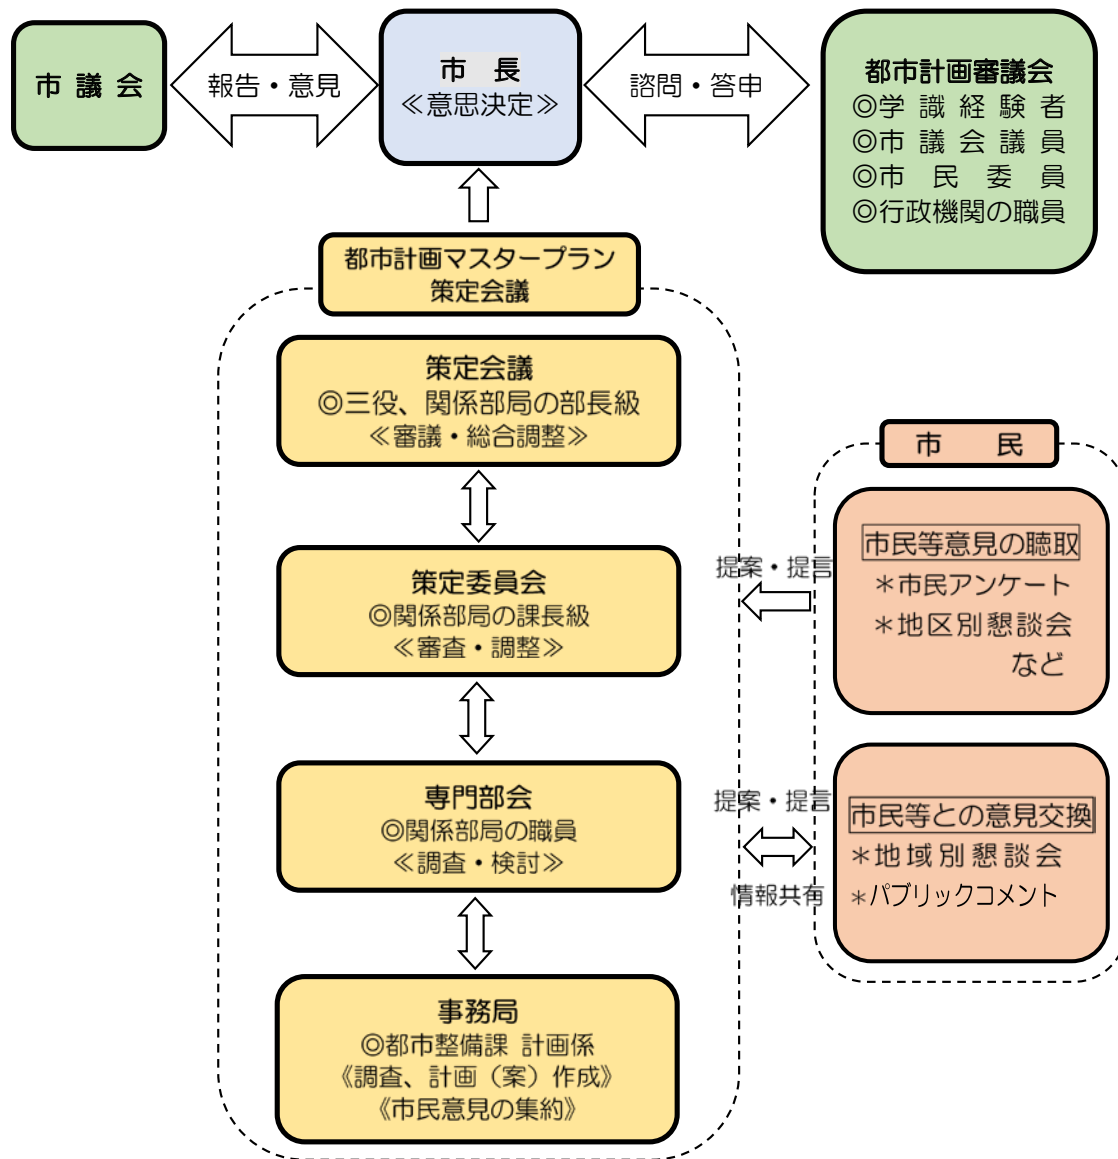 市 議 会
報告・意見
市　長
≪意思決定≫
諮問・答申
都市計画審議会
◎学 識 経 験 者
◎市 議 会 議 員
◎市　民　委　員
◎行政機関の職員
都市計画マスタープラン
策定会議
策定会議
◎三役、関係部局の部長級
≪審議・総合調整≫
策定委員会
◎関係部局の課長級
≪審査・調整≫
専門部会
◎関係部局の職員
≪調査・検討≫
事務局
◎都市整備課 計画係
《調査、計画（案）作成》
《市民意見の集約》
市　　民
提案・提言
市民等意見の聴取
＊市民アンケート
＊地区別懇談会
など
提案・提言
情報共有
市民等との意見交換
＊地域別懇談会
＊パブリックコメント